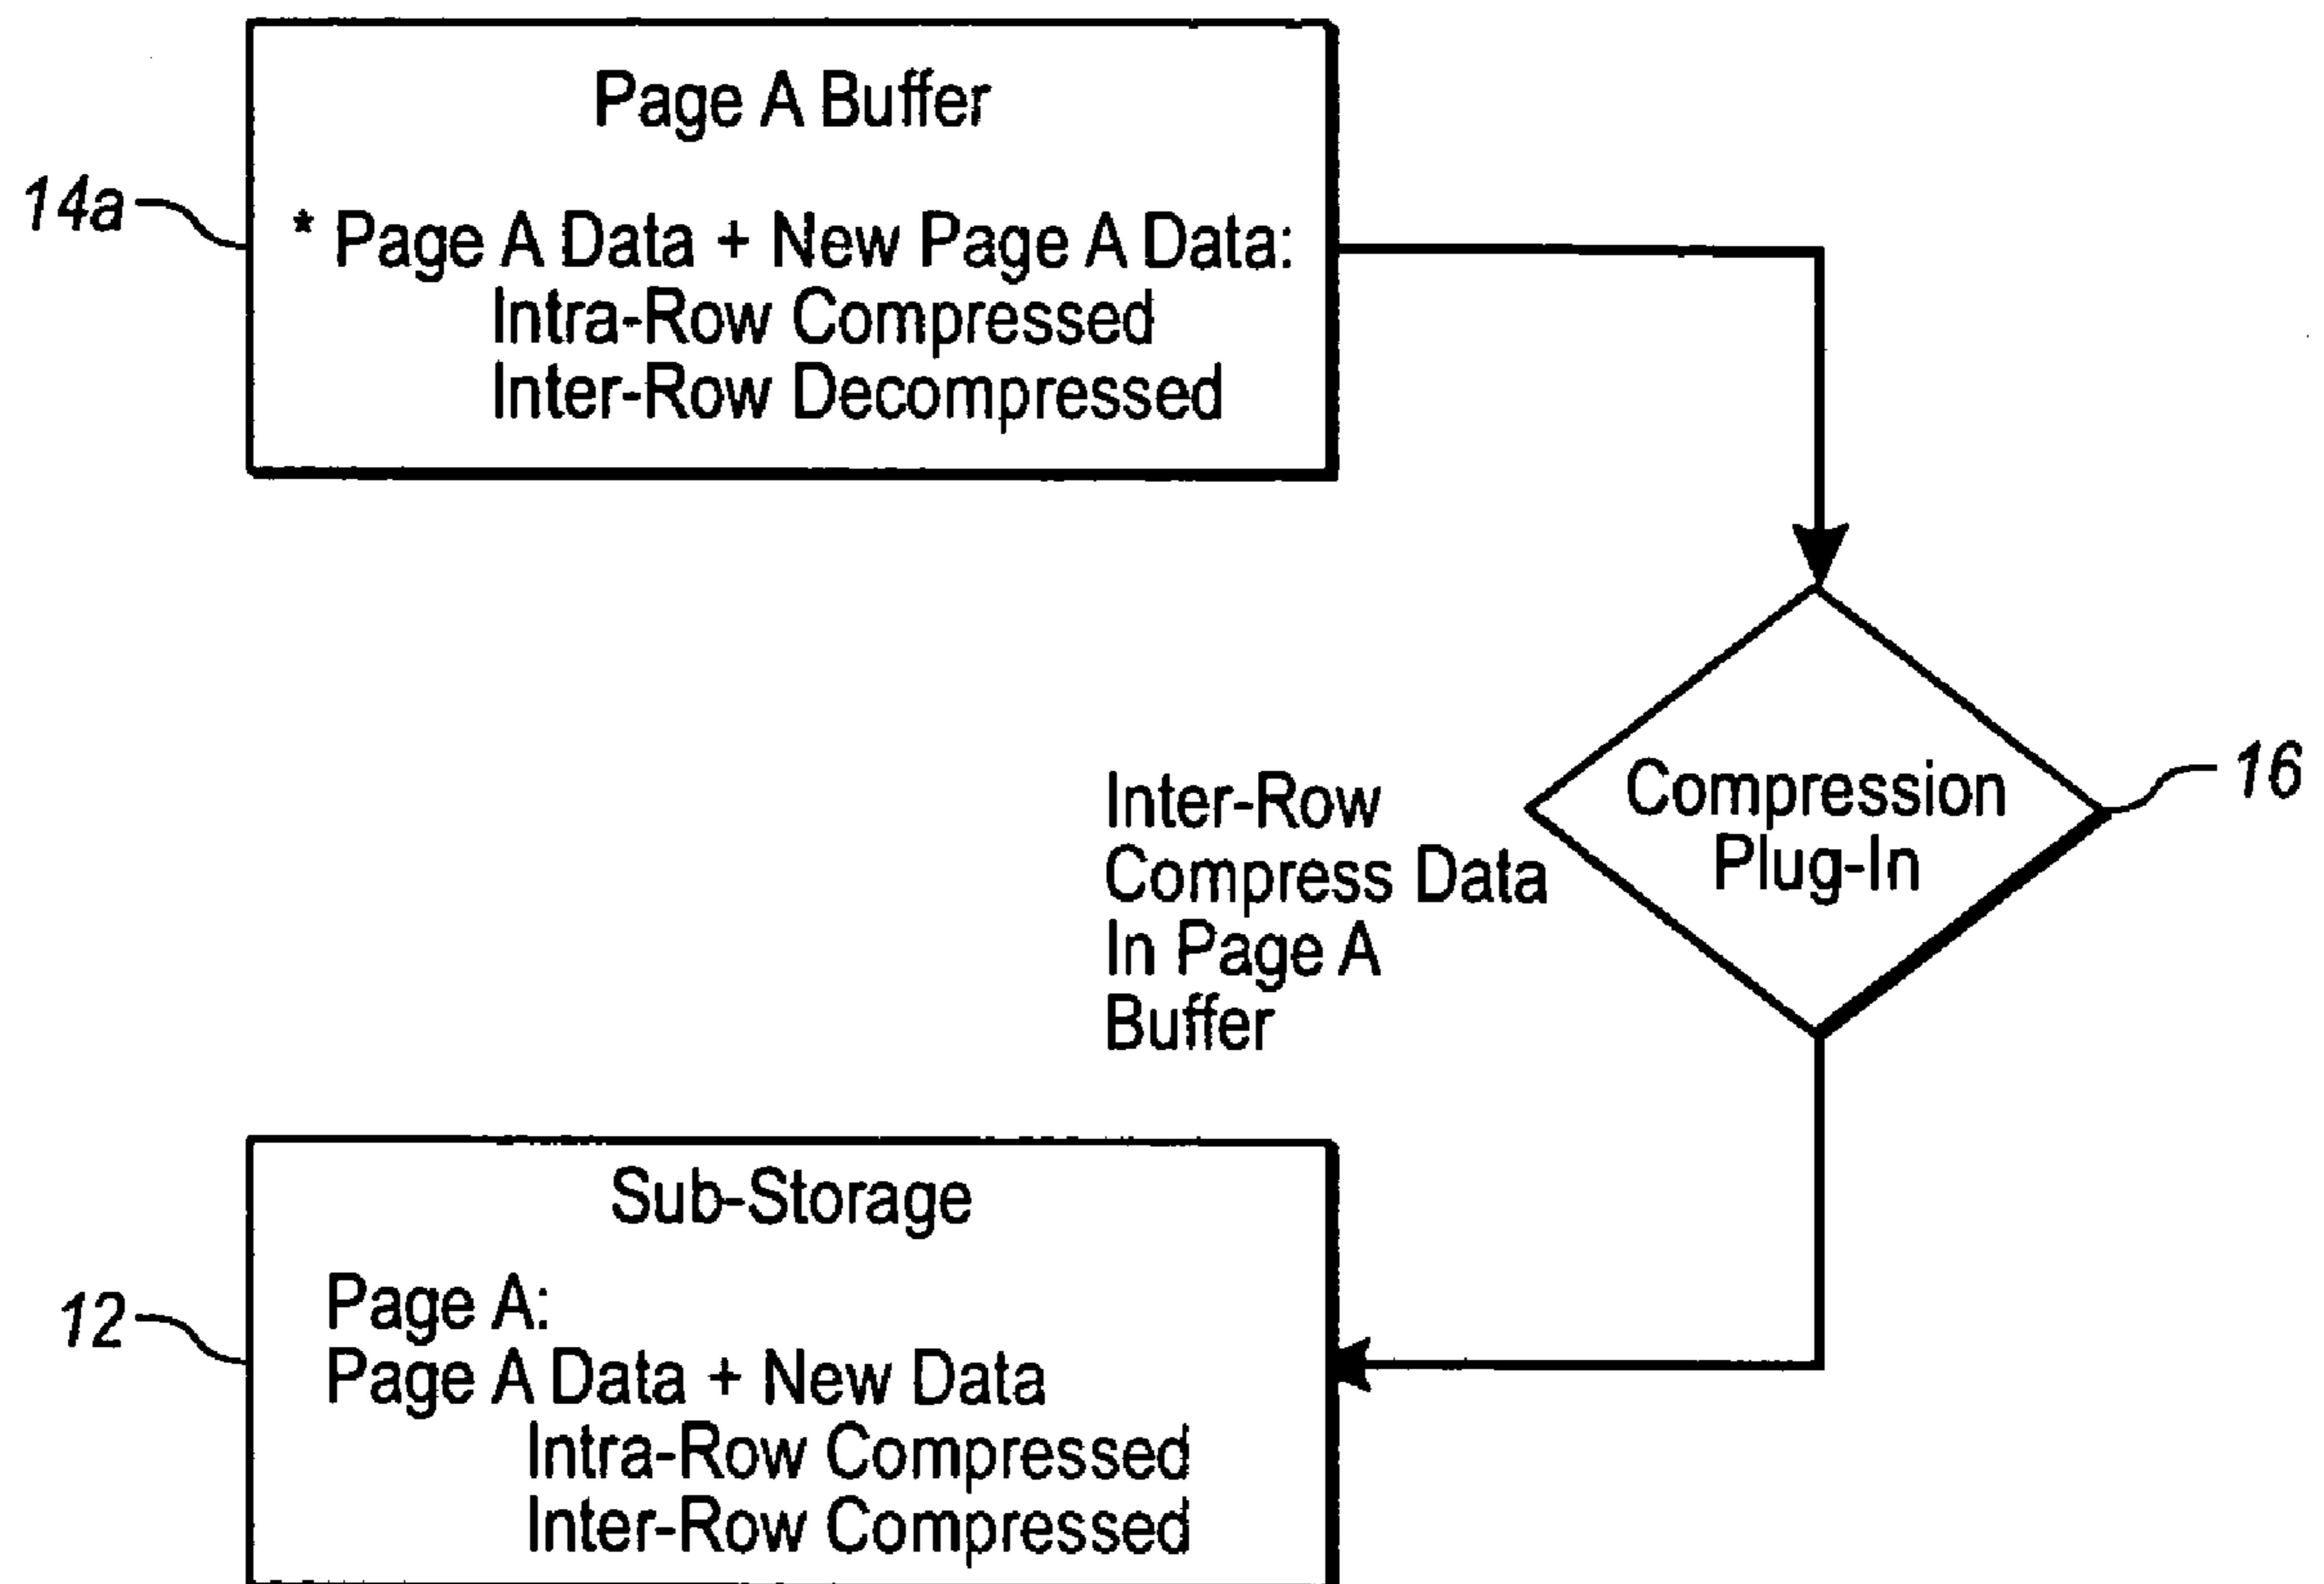 Page A Buffer
14a
* Page A Data + New Page A Data:
Intra-Row Compressed
Inter-Row Decompressed
Compression
Plug-In
16
Inter-Row
Compress Data
In Page A
Buffer
Sub-Storage
12
Page A:
Page A Data + New Data
Intra-Row Compressed
Inter-Row Compressed